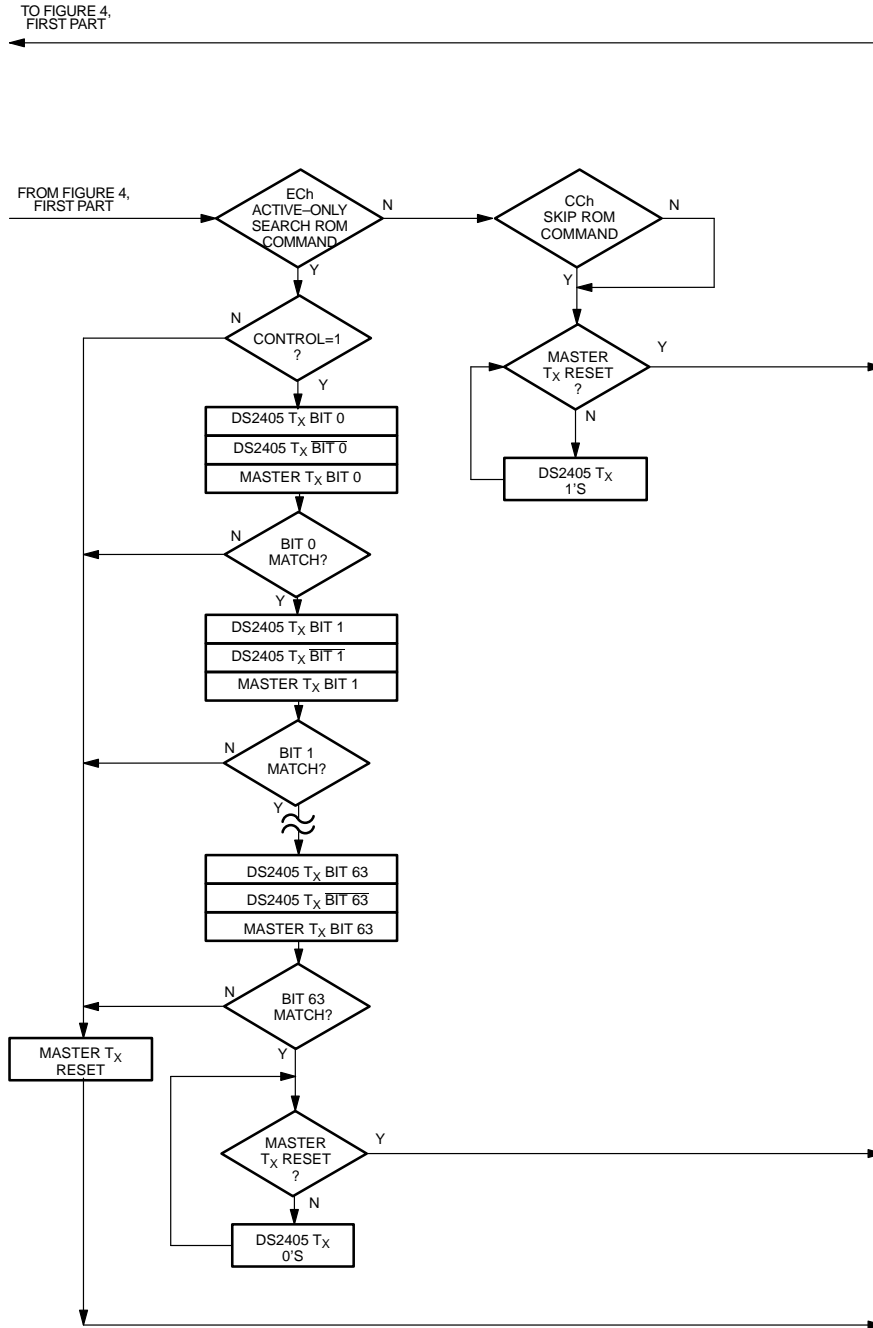 TO FIGURE 4,
FIRST PART
FROM FIGURE 4,
FIRST PART
ECh
ACTIVE–ONLY
SEARCH ROM
COMMAND
N
Y
CCh
SKIP ROM
COMMAND
N
Y
N
CONTROL=1
?
Y
MASTER
TX RESET
?
Y
N
DS2405 TX
1'S
DS2405 TX BIT 0
DS2405 TX BIT 0
MASTER TX BIT 0
N
BIT 0
MATCH?
Y
DS2405 TX BIT 1
DS2405 TX BIT 1
MASTER TX BIT 1
N
BIT 1
MATCH?
Y
DS2405 TX BIT 63
DS2405 TX BIT 63
MASTER TX BIT 63
N
BIT 63
MATCH?
Y
MASTER TX
RESET
MASTER
TX RESET
?
Y
N
DS2405 TX
0'S